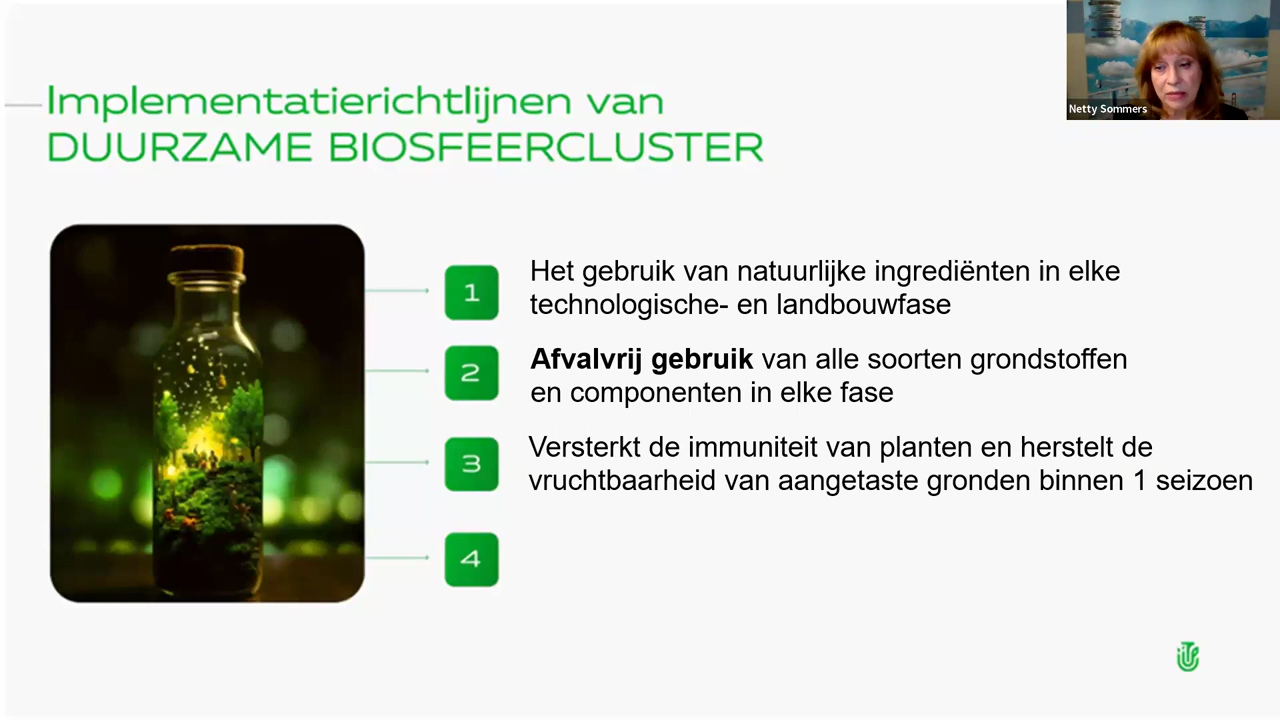 Netty Sommers
Implementatierichtlijnen van
DUURZAME BIOSFEERCLUSTER
1
Het gebruik van natuurlijke ingrediënten in elke
technologische- en landbouwfase
2
Afvalvrij gebruik van alle soorten grondstoffen
en componenten in elke fase
3
Versterkt de immuniteit van planten en herstelt de
vruchtbaarheid van aangetaste gronden binnen 1 seizoen
4